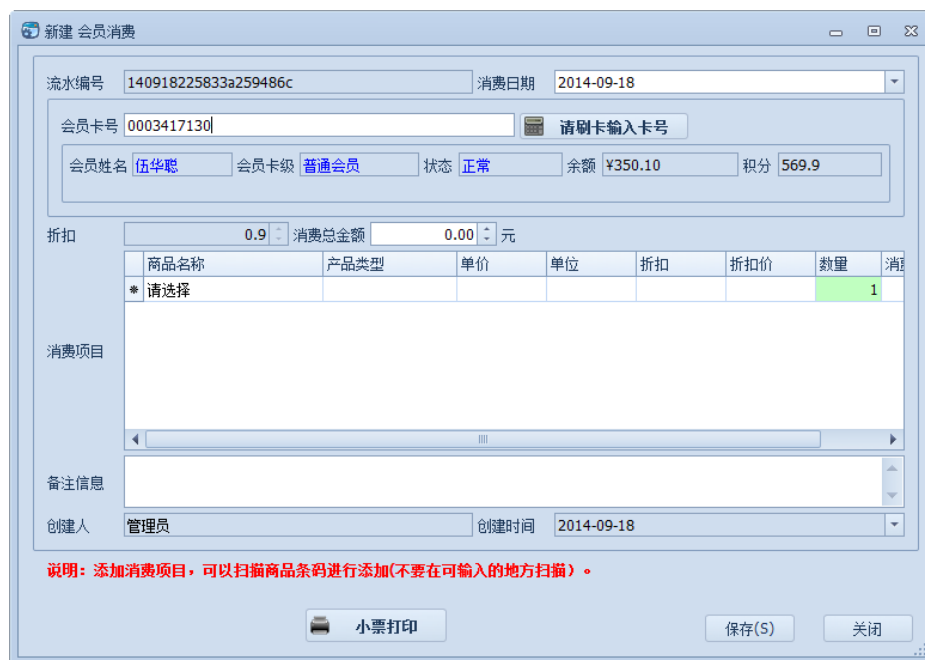 新建 会员消费
流水编号 140918225833a259486c 消费日期 2014-09-18
会员卡号 0003417130 请刷卡输入卡号
会员姓名 伍华聪 会员卡级 普通会员 状态 正常 余额 ¥350.10 积分 569.9
折扣 0.9 消费总金额 0.00 元
商品名称 产品类型 单价 单位 折扣 折扣价 数量 消
* 请选择 1
消费项目
备注信息
创建人 管理员 创建时间 2014-09-18
说明：添加消费项目，可以扫描商品条码进行添加(不要在可输入的地方扫描）。
小票打印 保存(S) 关闭